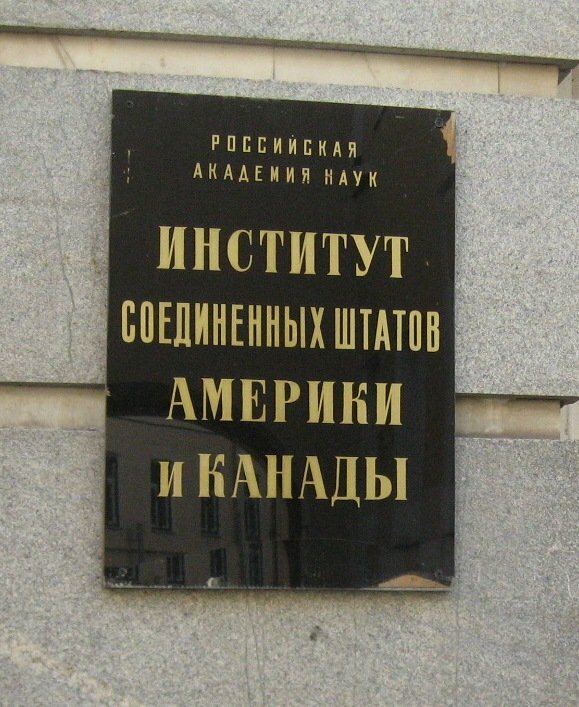 РОССИЙСКАЯ
АКАДЕМИЯ НАУК
ИНСТИТУТ
СОЕДИНЕННЫХ ШТАТОВ
АМЕРИКИ
и КАНАДЫ